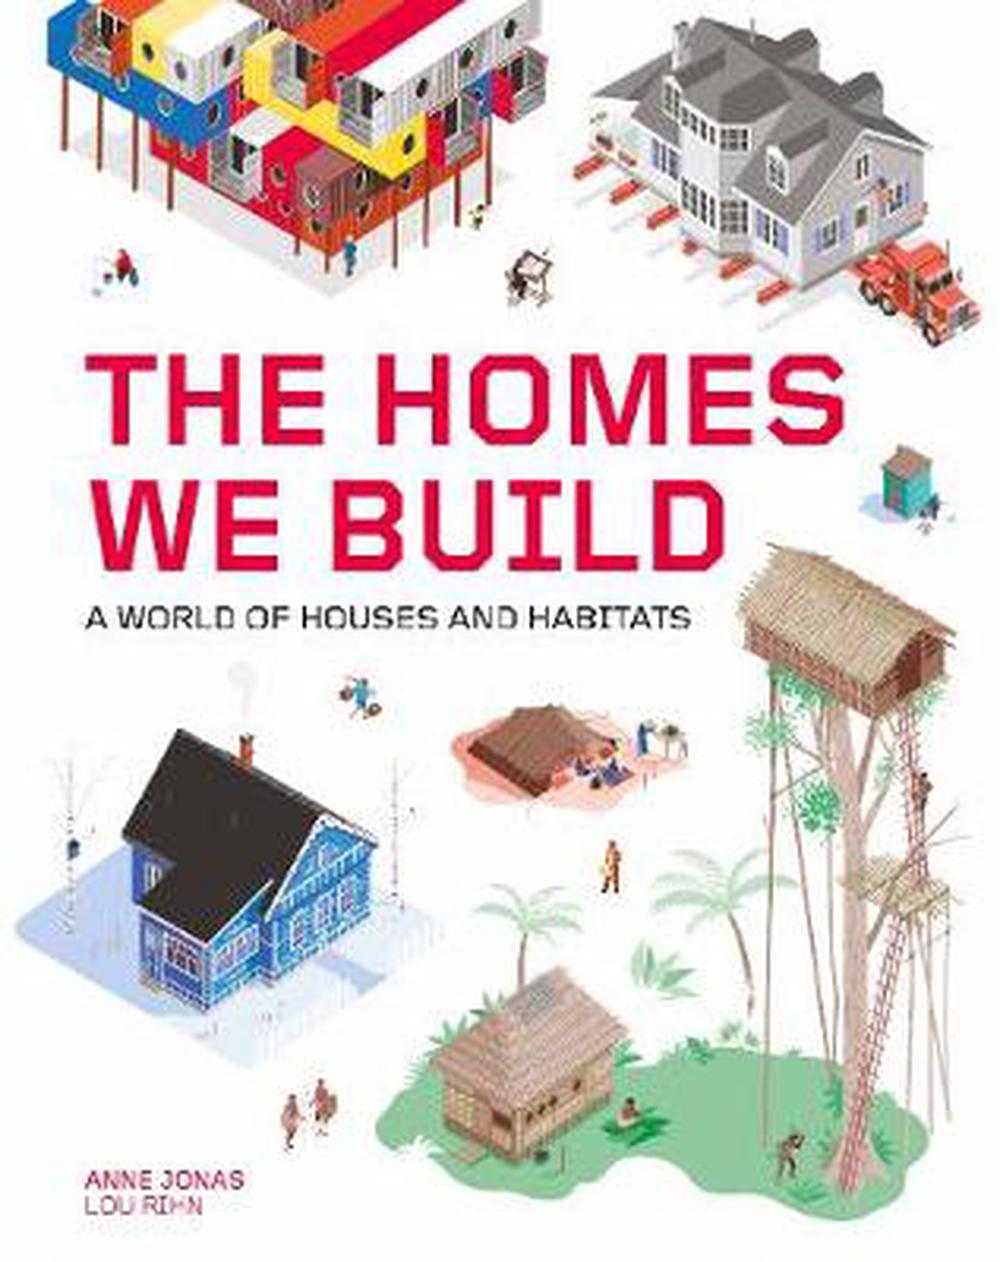 THE HOMES
WE BUILD
A WORLD OF HOUSES AND HABITATS
ANNE JONAS
LOU RIHN